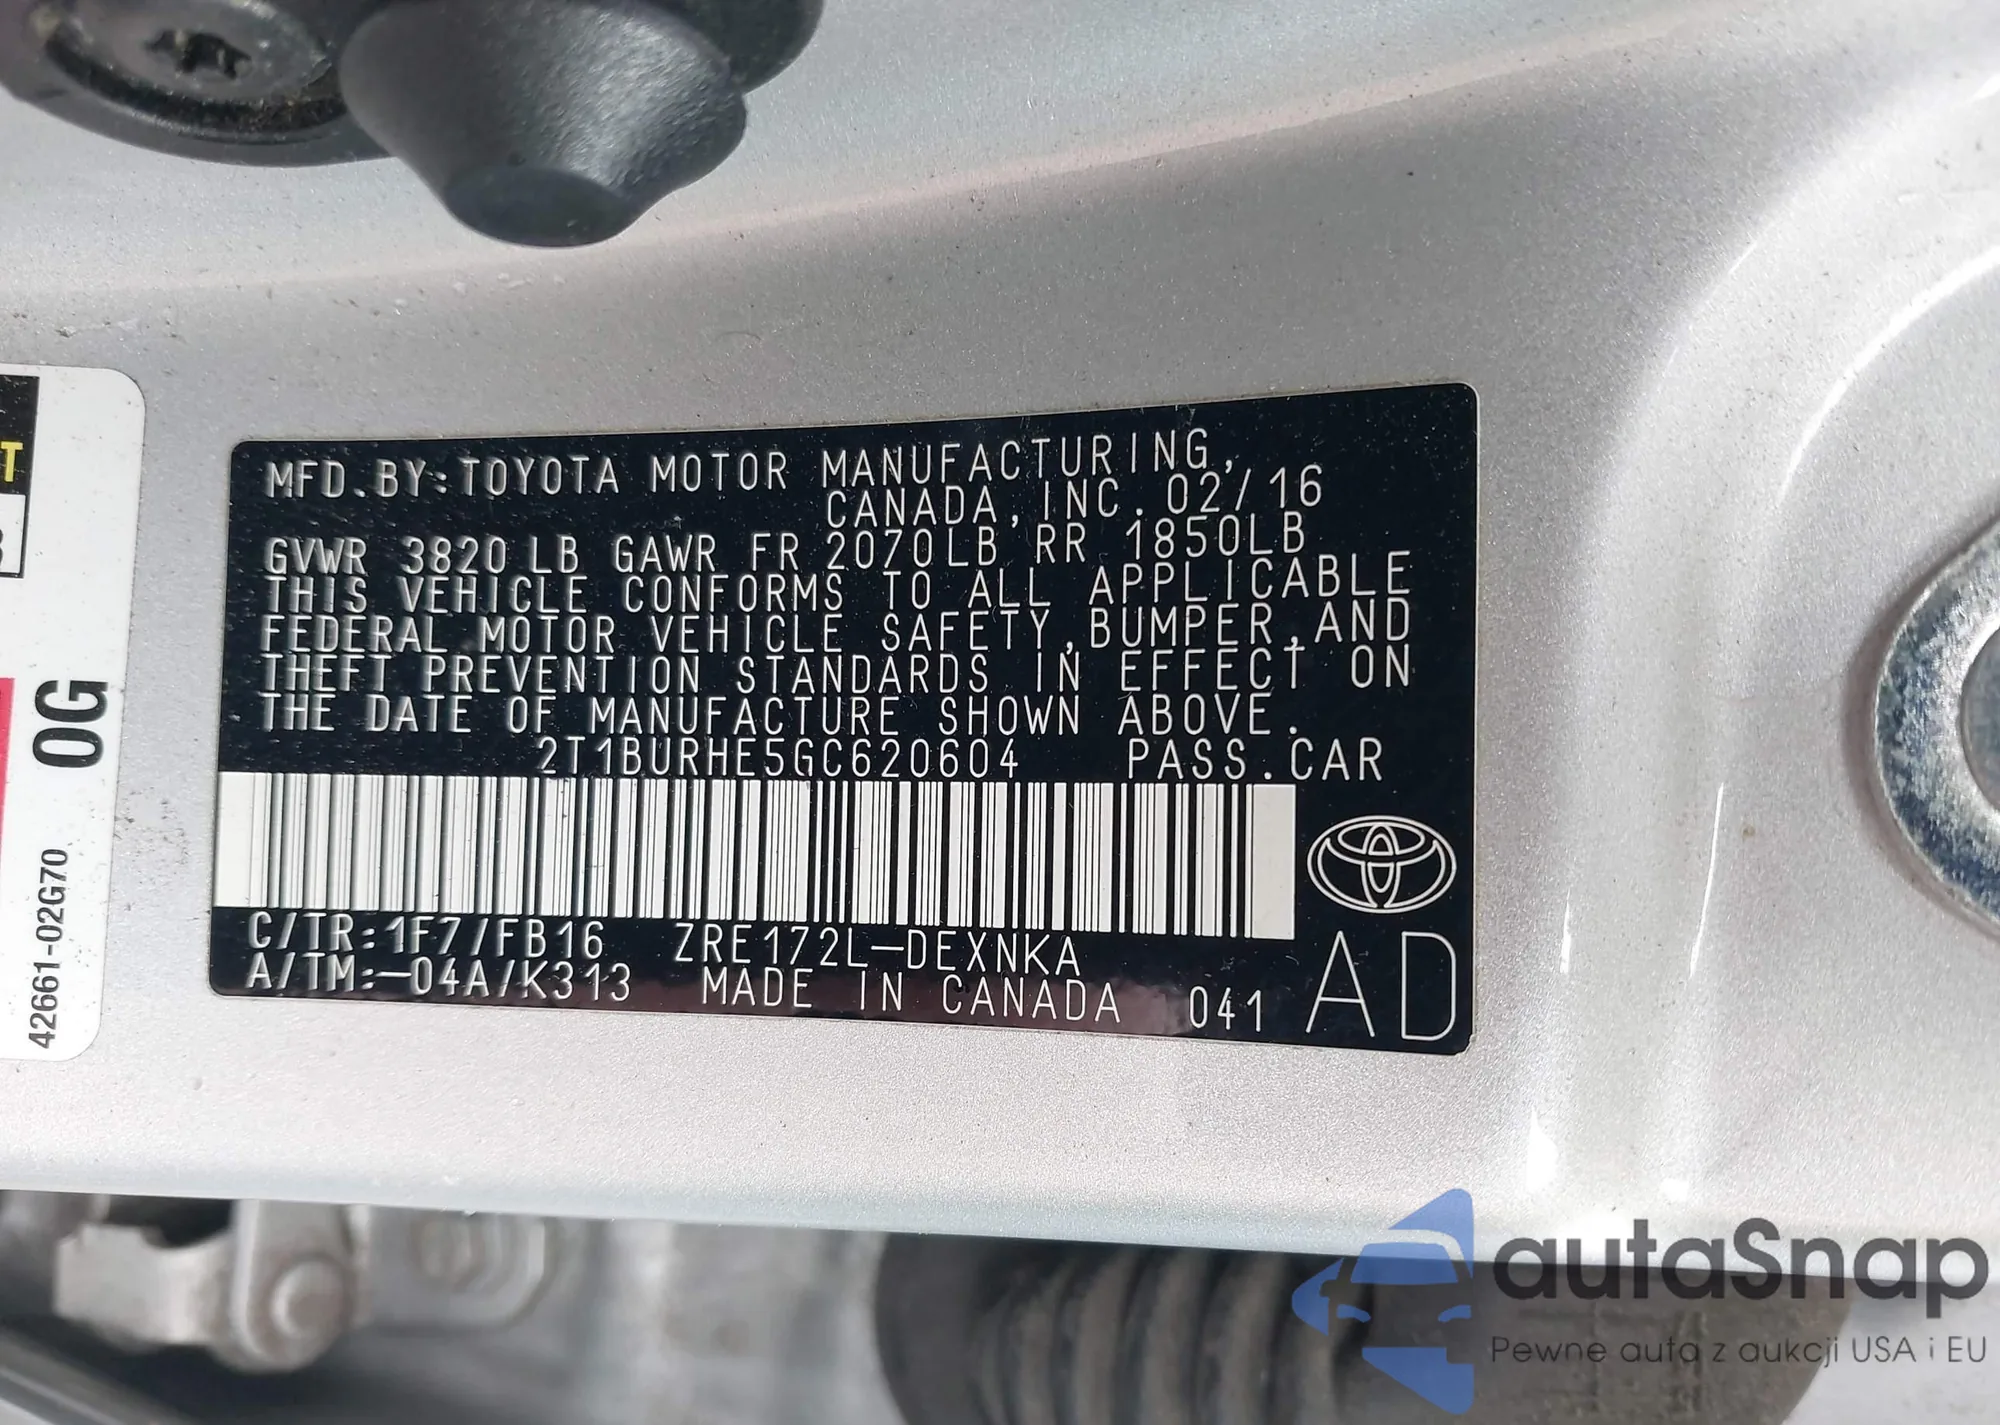 MFD.BY:TOYOTA MOTOR MANUFACTURING,
CANADA, INC. 02/16
GVWR 3820 LB GAWR FR 2070LB RR 1850LB
THIS VEHICLE CONFORMS TO ALL APPLICABLE
FEDERAL MOTOR VEHICLE SAFETY,BUMPER,AND
THEFT PREVENTION STANDARDS IN EFFECT ON
THE DATE OF MANUFACTURE SHOWN ABOVE.
2T1BURHE5GC620604 PASS.CAR
C/TR:1F7/FB16 ZRE172L-DEXNKA
A/TM:-04A/K313 MADE IN CANADA 041 AD
T
0G
42661-02G70
autaSnap
Pewne auta z aukcji USA i EU